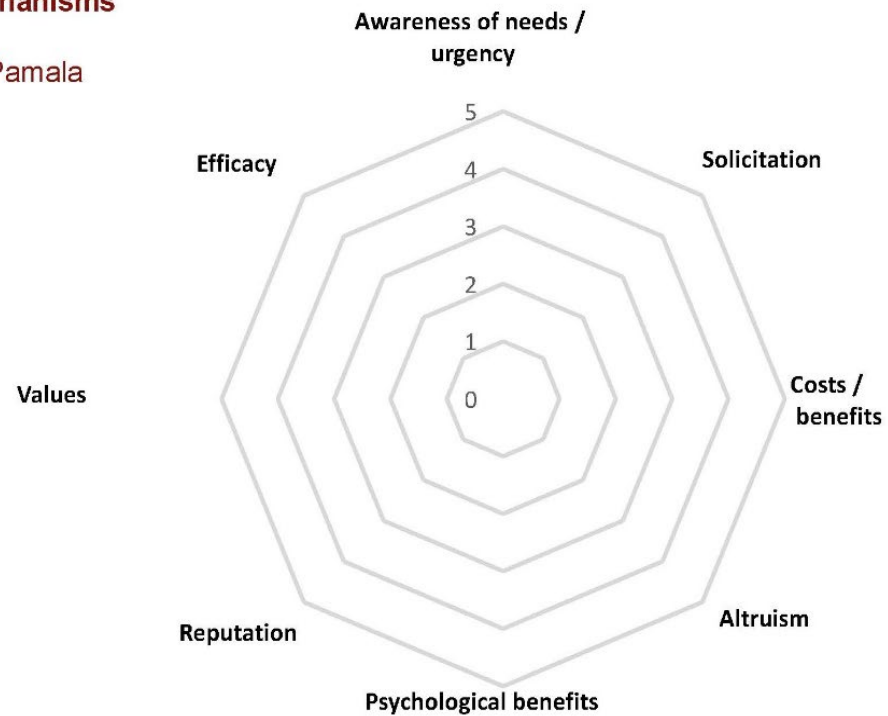 Awareness of needs /
urgency
5
4
3
2
1
0
Solicitation
Costs /
benefits
Altruism
Psychological benefits
Reputation
Values
Efficacy